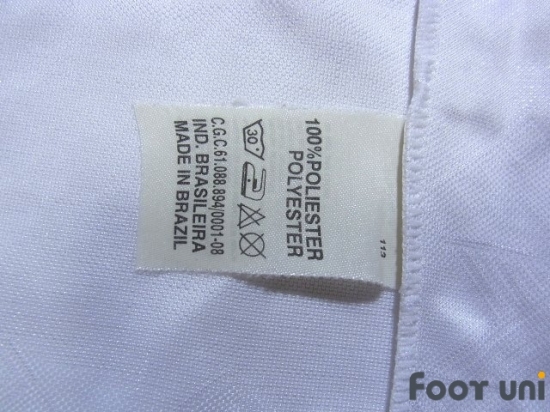 100%POLIESTER
POLYESTER
30
C.G.C.61.088.894/0001-08
IND. BRASILEIRA
MADE IN BRAZIL
FOOT UNI